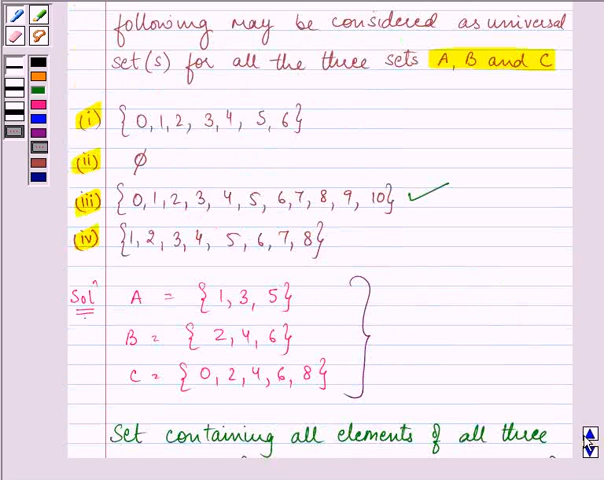 following may be considered as universal
set(s) for all the three sets A, B and C
(i) {0, 1, 2, 3, 4, 5, 6}
(ii) ϕ
(iii) {0, 1, 2, 3, 4, 5, 6, 7, 8, 9, 10} ✓
(iv) {1, 2, 3, 4, 5, 6, 7, 8}
Solⁿ A = {1, 3, 5}
B = {2, 4, 6}
C = {0, 2, 4, 6, 8}
Set containing all elements of all three